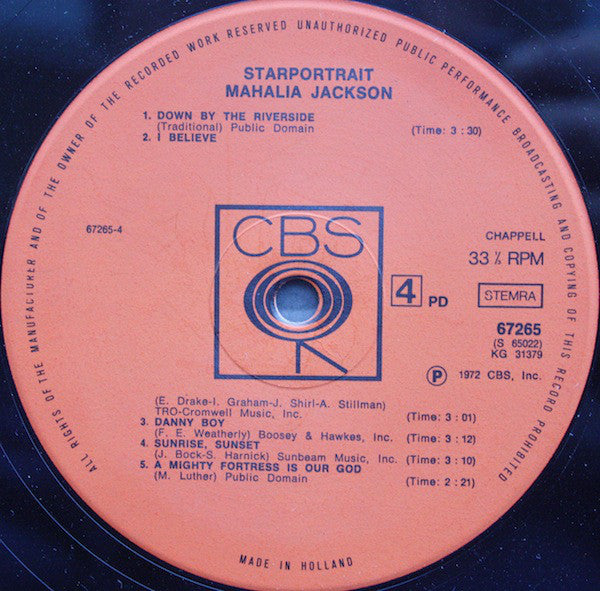 ALL RIGHTS OF THE MANUFACTURER AND OF THE OWNER OF THE RECORDED WORK RESERVED UNAUTHORIZED PUBLIC PERFORMANCE BROADCASTING AND COPYING OF THIS RECORD PROHIBITED
STARPORTRAIT
MAHALIA JACKSON
1. DOWN BY THE RIVERSIDE
(Traditional) Public Domain (Time: 3 : 30)
2. I BELIEVE
67265-4
CBS
CHAPPELL
33 ⅓ RPM
4 PD
STEMRA
67265
(S 65022)
KG 31379
Ⓟ 1972 CBS, Inc.
(E. Drake-I. Graham-J. Shirl-A. Stillman)
TRO-Cromwell Music, Inc. (Time: 3 : 01)
3. DANNY BOY
(F. E. Weatherly) Boosey & Hawkes, Inc. (Time: 3 : 12)
4. SUNRISE, SUNSET
(J. Bock-S. Harnick) Sunbeam Music, Inc. (Time: 3 : 10)
5. A MIGHTY FORTRESS IS OUR GOD
(M. Luther) Public Domain (Time: 2 : 21)
MADE IN HOLLAND